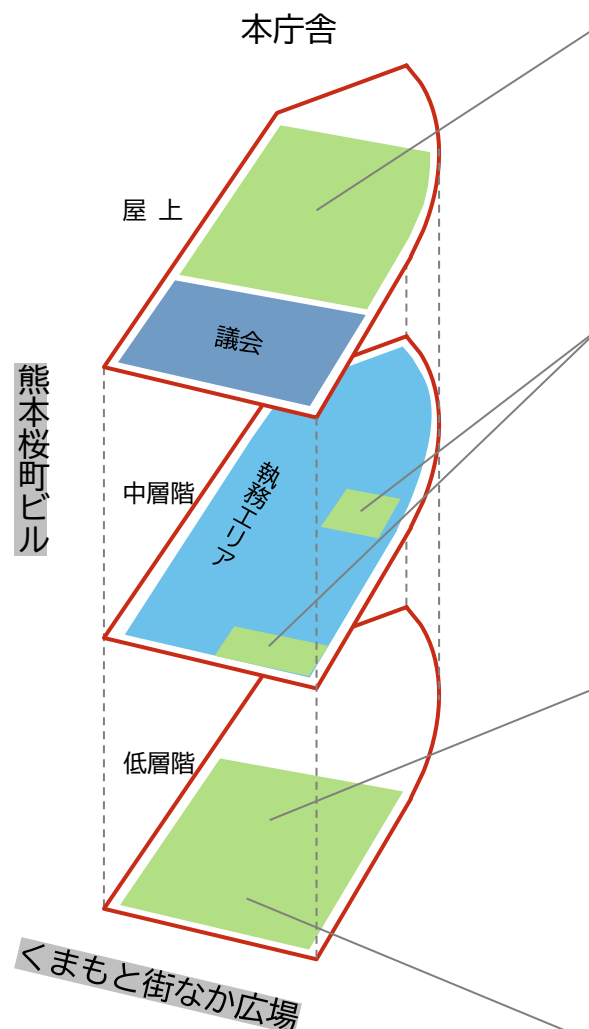 本庁舎
屋上
議会
熊本桜町ビル
中層階
執務エリア
低層階
くまもと街なか広場